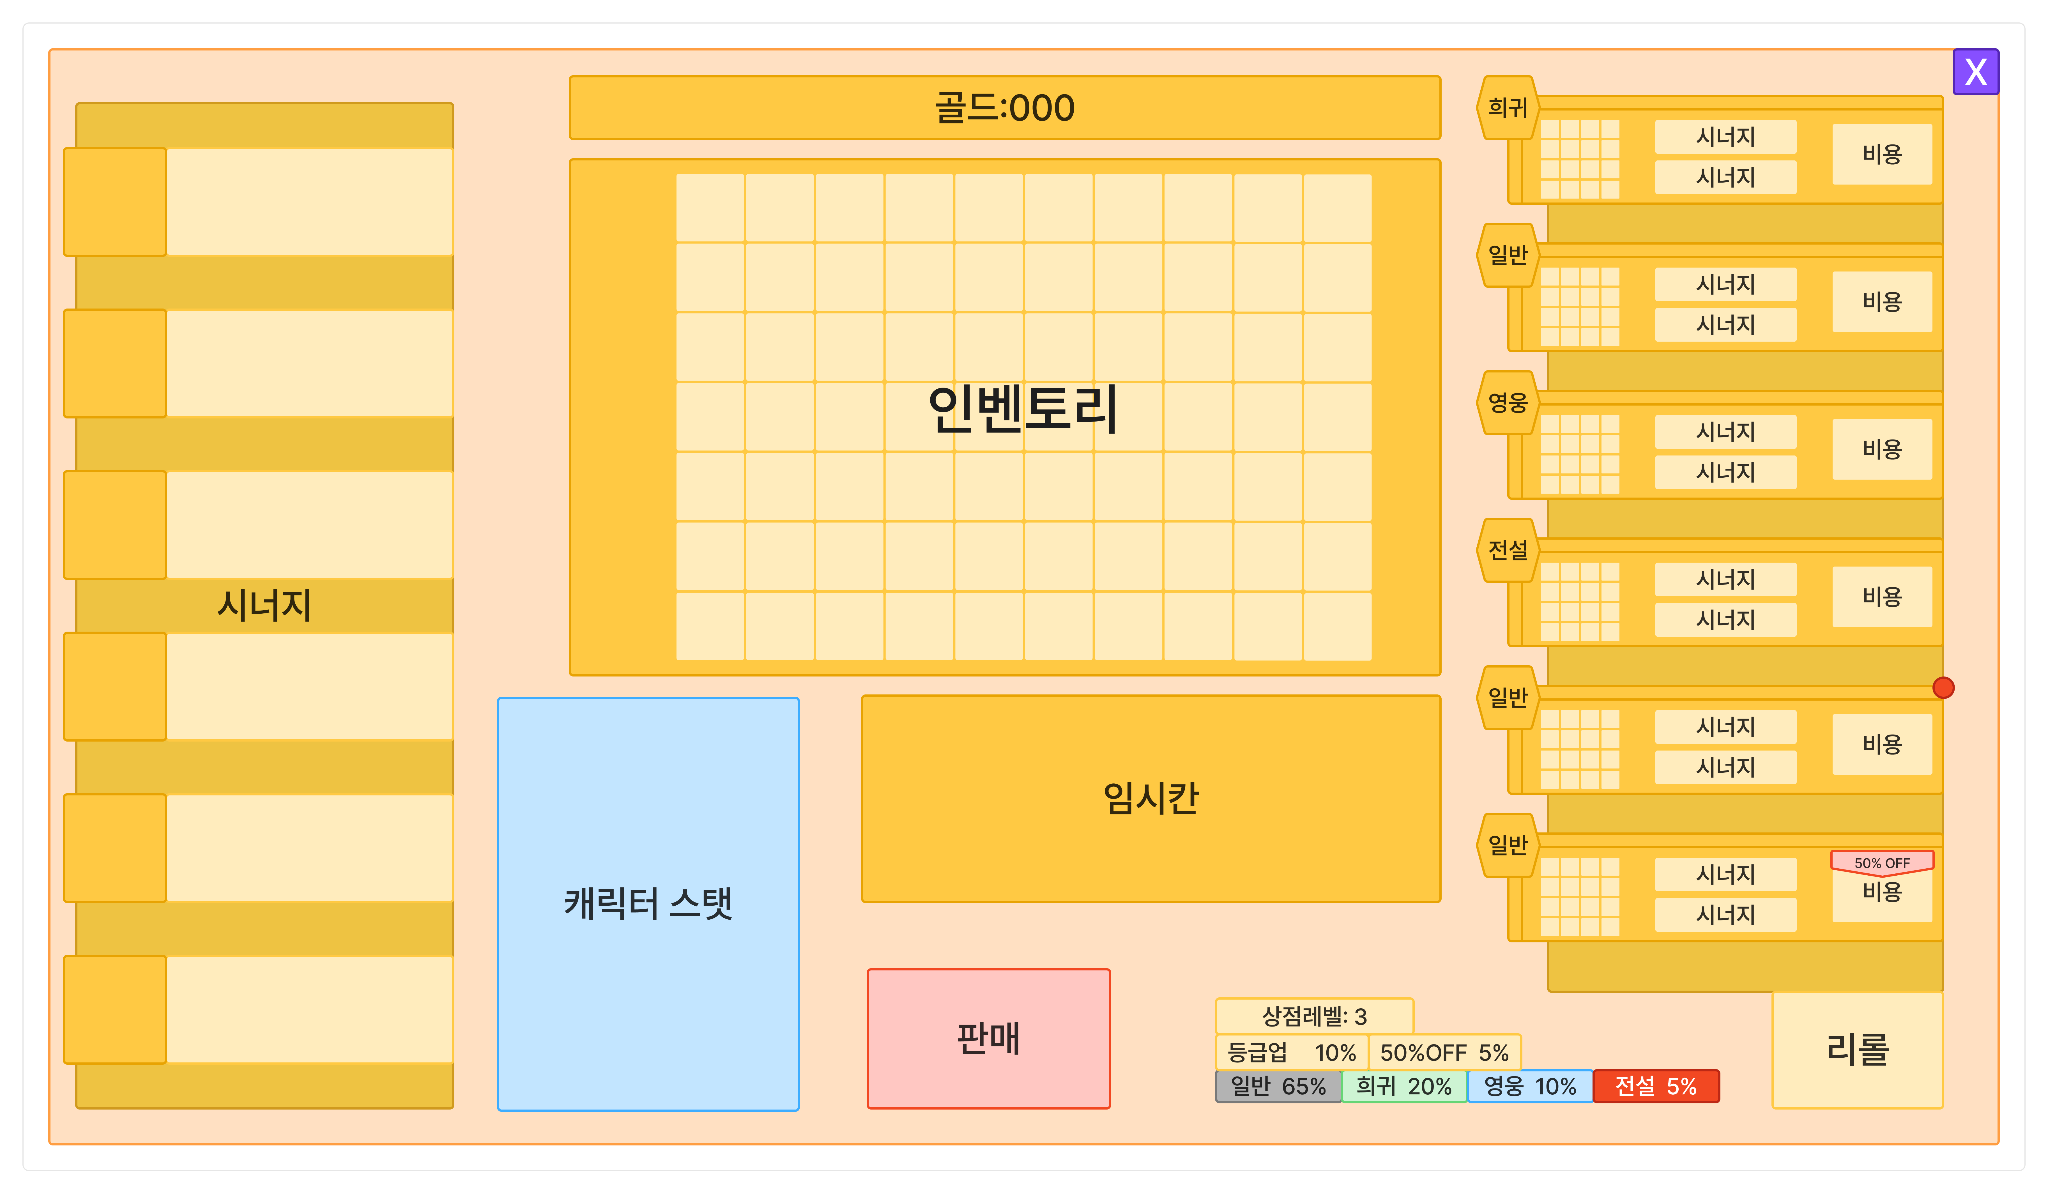 X
골드:000
인벤토리
시너지
캐릭터 스탯
임시칸
판매
희귀
시너지
시너지
비용
일반
시너지
시너지
비용
영웅
시너지
시너지
비용
전설
시너지
시너지
비용
일반
시너지
시너지
비용
일반
시너지
시너지
50% OFF
비용
상점레벨: 3
등급업 10% 50%OFF 5%
일반 65% 희귀 20% 영웅 10% 전설 5%
리롤